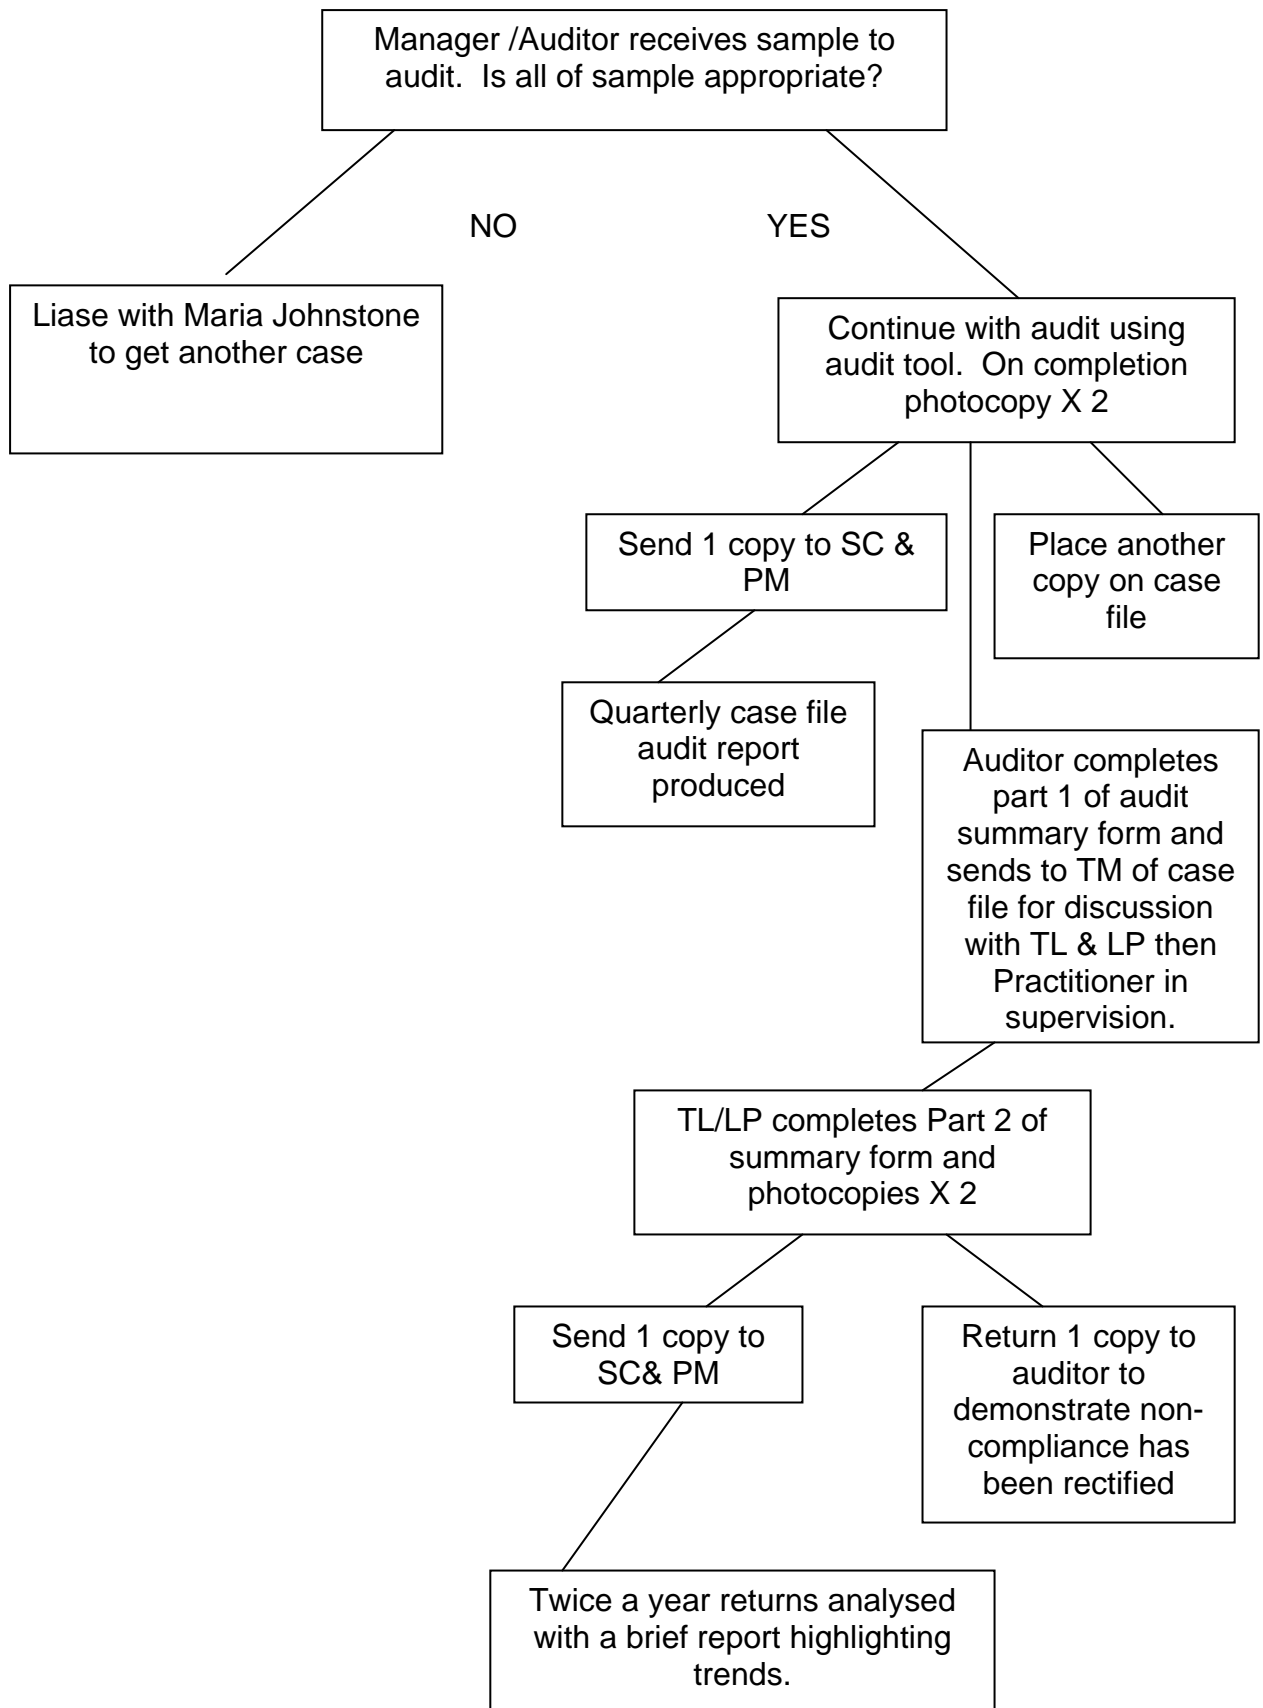 Manager /Auditor receives sample to
audit.  Is all of sample appropriate?
NO
YES
Liase with Maria Johnstone
to get another case
Continue with audit using
audit tool.  On completion
photocopy X 2
Send 1 copy to SC &
PM
Place another
copy on case
file
Quarterly case file
audit report
produced
Auditor completes
part 1 of audit
summary form and
sends to TM of case
file for discussion
with TL & LP then
Practitioner in
supervision.
TL/LP completes Part 2 of
summary form and
photocopies X 2
Send 1 copy to
SC& PM
Return 1 copy to
auditor to
demonstrate non-
compliance has
been rectified
Twice a year returns analysed
with a brief report highlighting
trends.